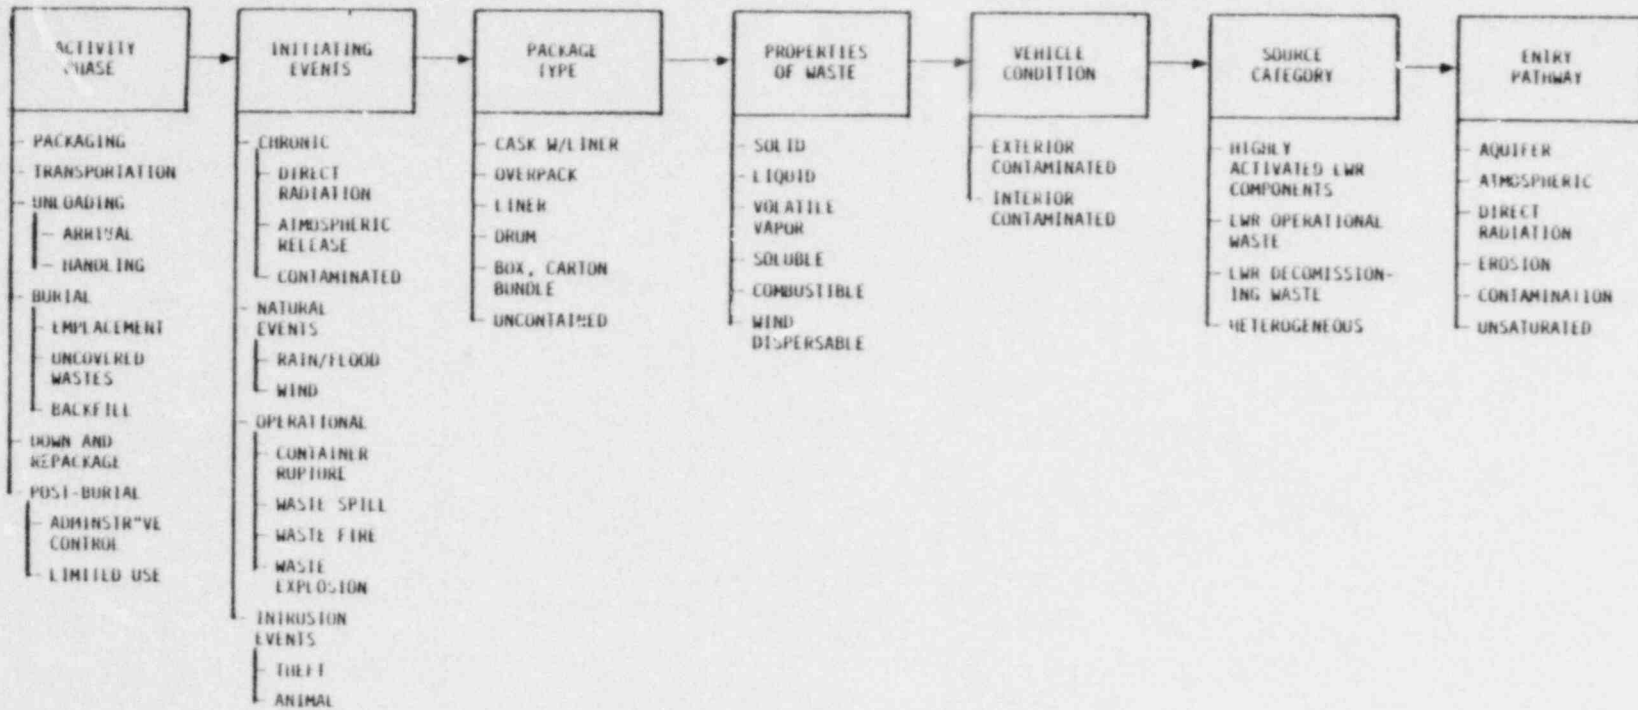 ACTIVITY
PHASE
PACKAGING
TRANSPORTATION
UNLOADING
ARRIVAL
HANDLING
BURIAL
EMPLACEMENT
UNCOVERED
WASTES
BACKFILL
DOWN AND
REPACKAGE
POST-BURIAL
ADMINSTR"VE
CONTROL
LIMITED USE
INITIATING
EVENTS
CHRONIC
DIRECT
RADIATION
ATMOSPHERIC
RELEASE
CONTAMINATED
NATURAL
EVENTS
RAIN/FLOOD
WIND
OPERATIONAL
CONTAINER
RUPTURE
WASTE SPILL
WASTE FIRE
WASTE
EXPLOSION
INTRUSION
EVENTS
THEFT
ANIMAL
PACKAGE
TYPE
CASK W/LINER
OVERPACK
LINER
DRUM
BOX, CARTON
BUNDLE
UNCONTAINED
PROPERTIES
OF WASTE
SOLID
LIQUID
VOLATILE
VAPOR
SOLUBLE
COMBUSTIBLE
WIND
DISPERSABLE
VEHICLE
CONDITION
EXTERIOR
CONTAMINATED
INTERIOR
CONTAMINATED
SOURCE
CATEGORY
HIGHLY
ACTIVATED LWR
COMPONENTS
LWR OPERATIONAL
WASTE
LWR DECOMISSION-
ING WASTE
HETEROGENEOUS
ENTRY
PATHWAY
AQUIFER
ATMOSPHERIC
DIRECT
RADIATION
EROSION
CONTAMINATION
UNSATURATED